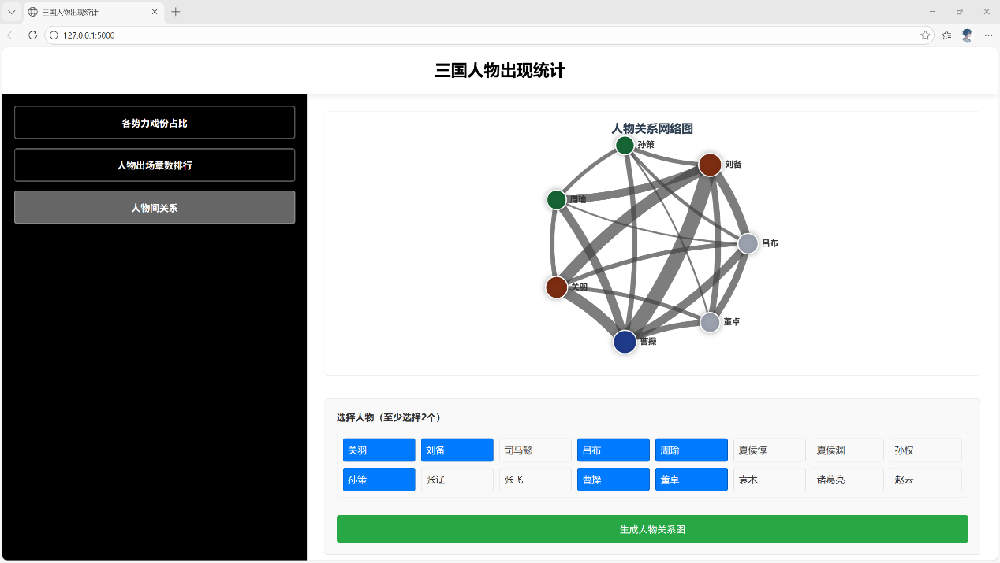 三国人物出现统计
127.0.0.1:5000
三国人物出现统计
各势力戏份占比
人物出场章数排行
人物间关系
人物关系网络图
孙策
刘备
周瑜
吕布
关羽
董卓
曹操
选择人物（至少选择2个）
关羽 刘备 司马懿 吕布 周瑜 夏侯惇 夏侯渊 孙权
孙策 张辽 张飞 曹操 董卓 袁术 诸葛亮 赵云
生成人物关系图